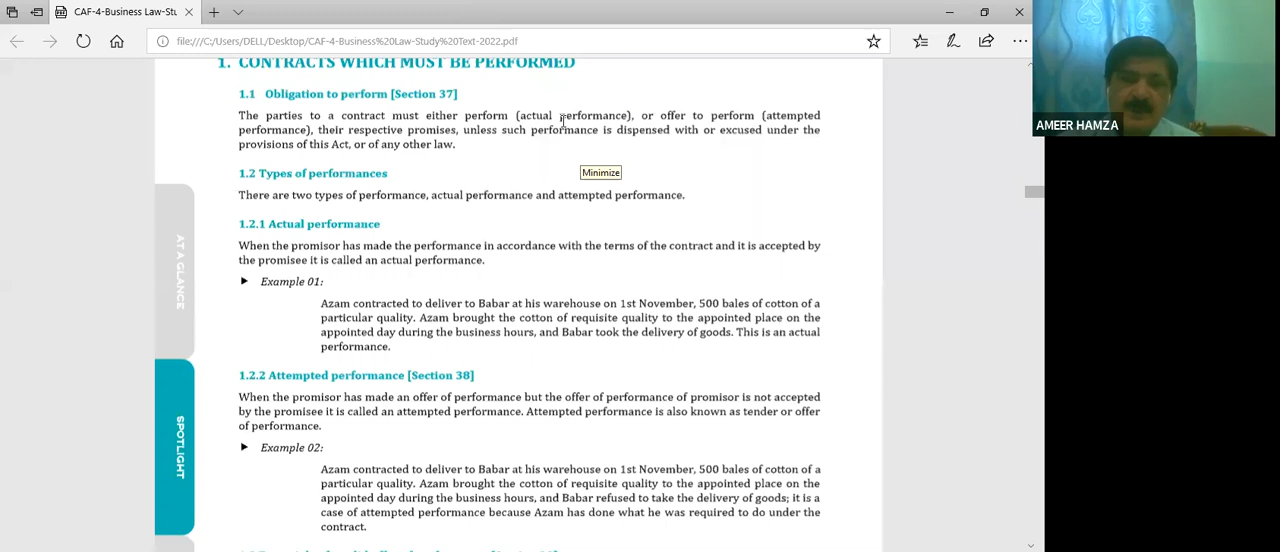 CAF-4-Business Law-Stu
file:///C:/Users/DELL/Desktop/CAF-4-Business%20Law-Study%20Text-2022.pdf
AMEER HAMZA
1. CONTRACTS WHICH MUST BE PERFORMED
1.1 Obligation to perform [Section 37]
The parties to a contract must either perform (actual performance), or offer to perform (attempted
performance), their respective promises, unless such performance is dispensed with or excused under the
provisions of this Act, or of any other law.
Minimize
1.2 Types of performances
There are two types of performance, actual performance and attempted performance.
1.2.1 Actual performance
When the promisor has made the performance in accordance with the terms of the contract and it is accepted by
the promisee it is called an actual performance.
Example 01:
Azam contracted to deliver to Babar at his warehouse on 1st November, 500 bales of cotton of a
particular quality. Azam brought the cotton of requisite quality to the appointed place on the
appointed day during the business hours, and Babar took the delivery of goods. This is an actual
performance.
1.2.2 Attempted performance [Section 38]
When the promisor has made an offer of performance but the offer of performance of promisor is not accepted
by the promisee it is called an attempted performance. Attempted performance is also known as tender or offer
of performance.
Example 02:
Azam contracted to deliver to Babar at his warehouse on 1st November, 500 bales of cotton of a
particular quality. Azam brought the cotton of requisite quality to the appointed place on the
appointed day during the business hours, and Babar refused to take the delivery of goods; it is a
case of attempted performance because Azam has done what he was required to do under the
contract.
AT A GLANCE
SPOTLIGHT